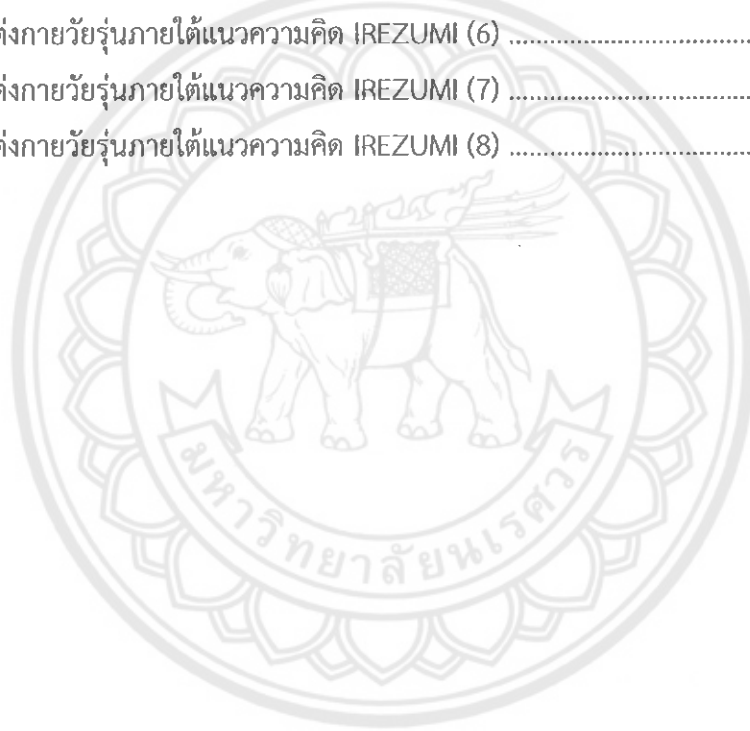 ต่งกายวัยรุ่นภายใต้แนวความคิด IREZUMI (6) ........................................
ต่งกายวัยรุ่นภายใต้แนวความคิด IREZUMI (7) ........................................
ต่งกายวัยรุ่นภายใต้แนวความคิด IREZUMI (8) ........................................
มหาวิทยาลัยนเรศวร